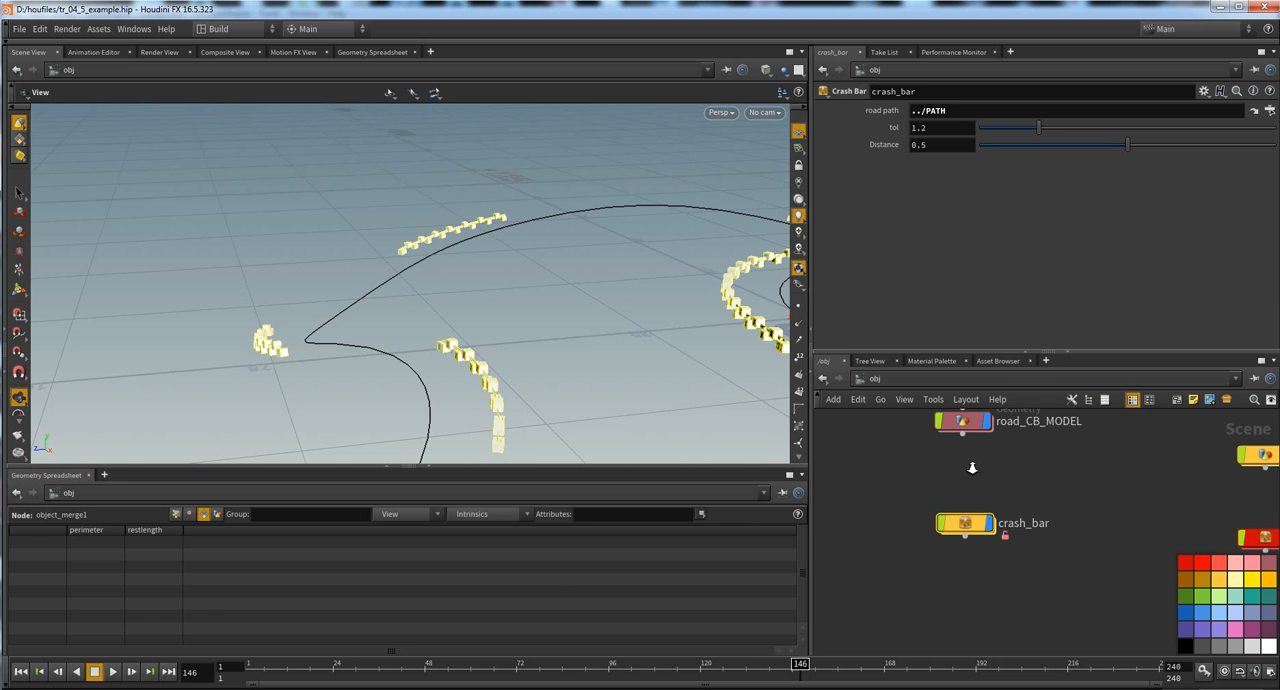 D:/houfiles/tr_04_5_example.hip - Houdini FX 16.5.323
File Edit Render Assets Windows Help Build Main Main
Scene View Animation Editor Render View Composite View Motion FX View Geometry Spreadsheet
obj
View
Persp No cam
crash_bar Take List Performance Monitor
obj
Crash Bar crash_bar
road path ../PATH
tol 1.2
Distance 0.5
/obj Tree View Material Palette Asset Browser
obj
Add Edit Go View Tools Layout Help
Geometry
road_CB_MODEL
Scene
crash_bar
Geometry Spreadsheet
obj
Node: object_merge1 Group: View Intrinsics Attributes:
perimeter restlength
146 1 1 24 48 72 96 120 146 168 192 216 2 240
1 240